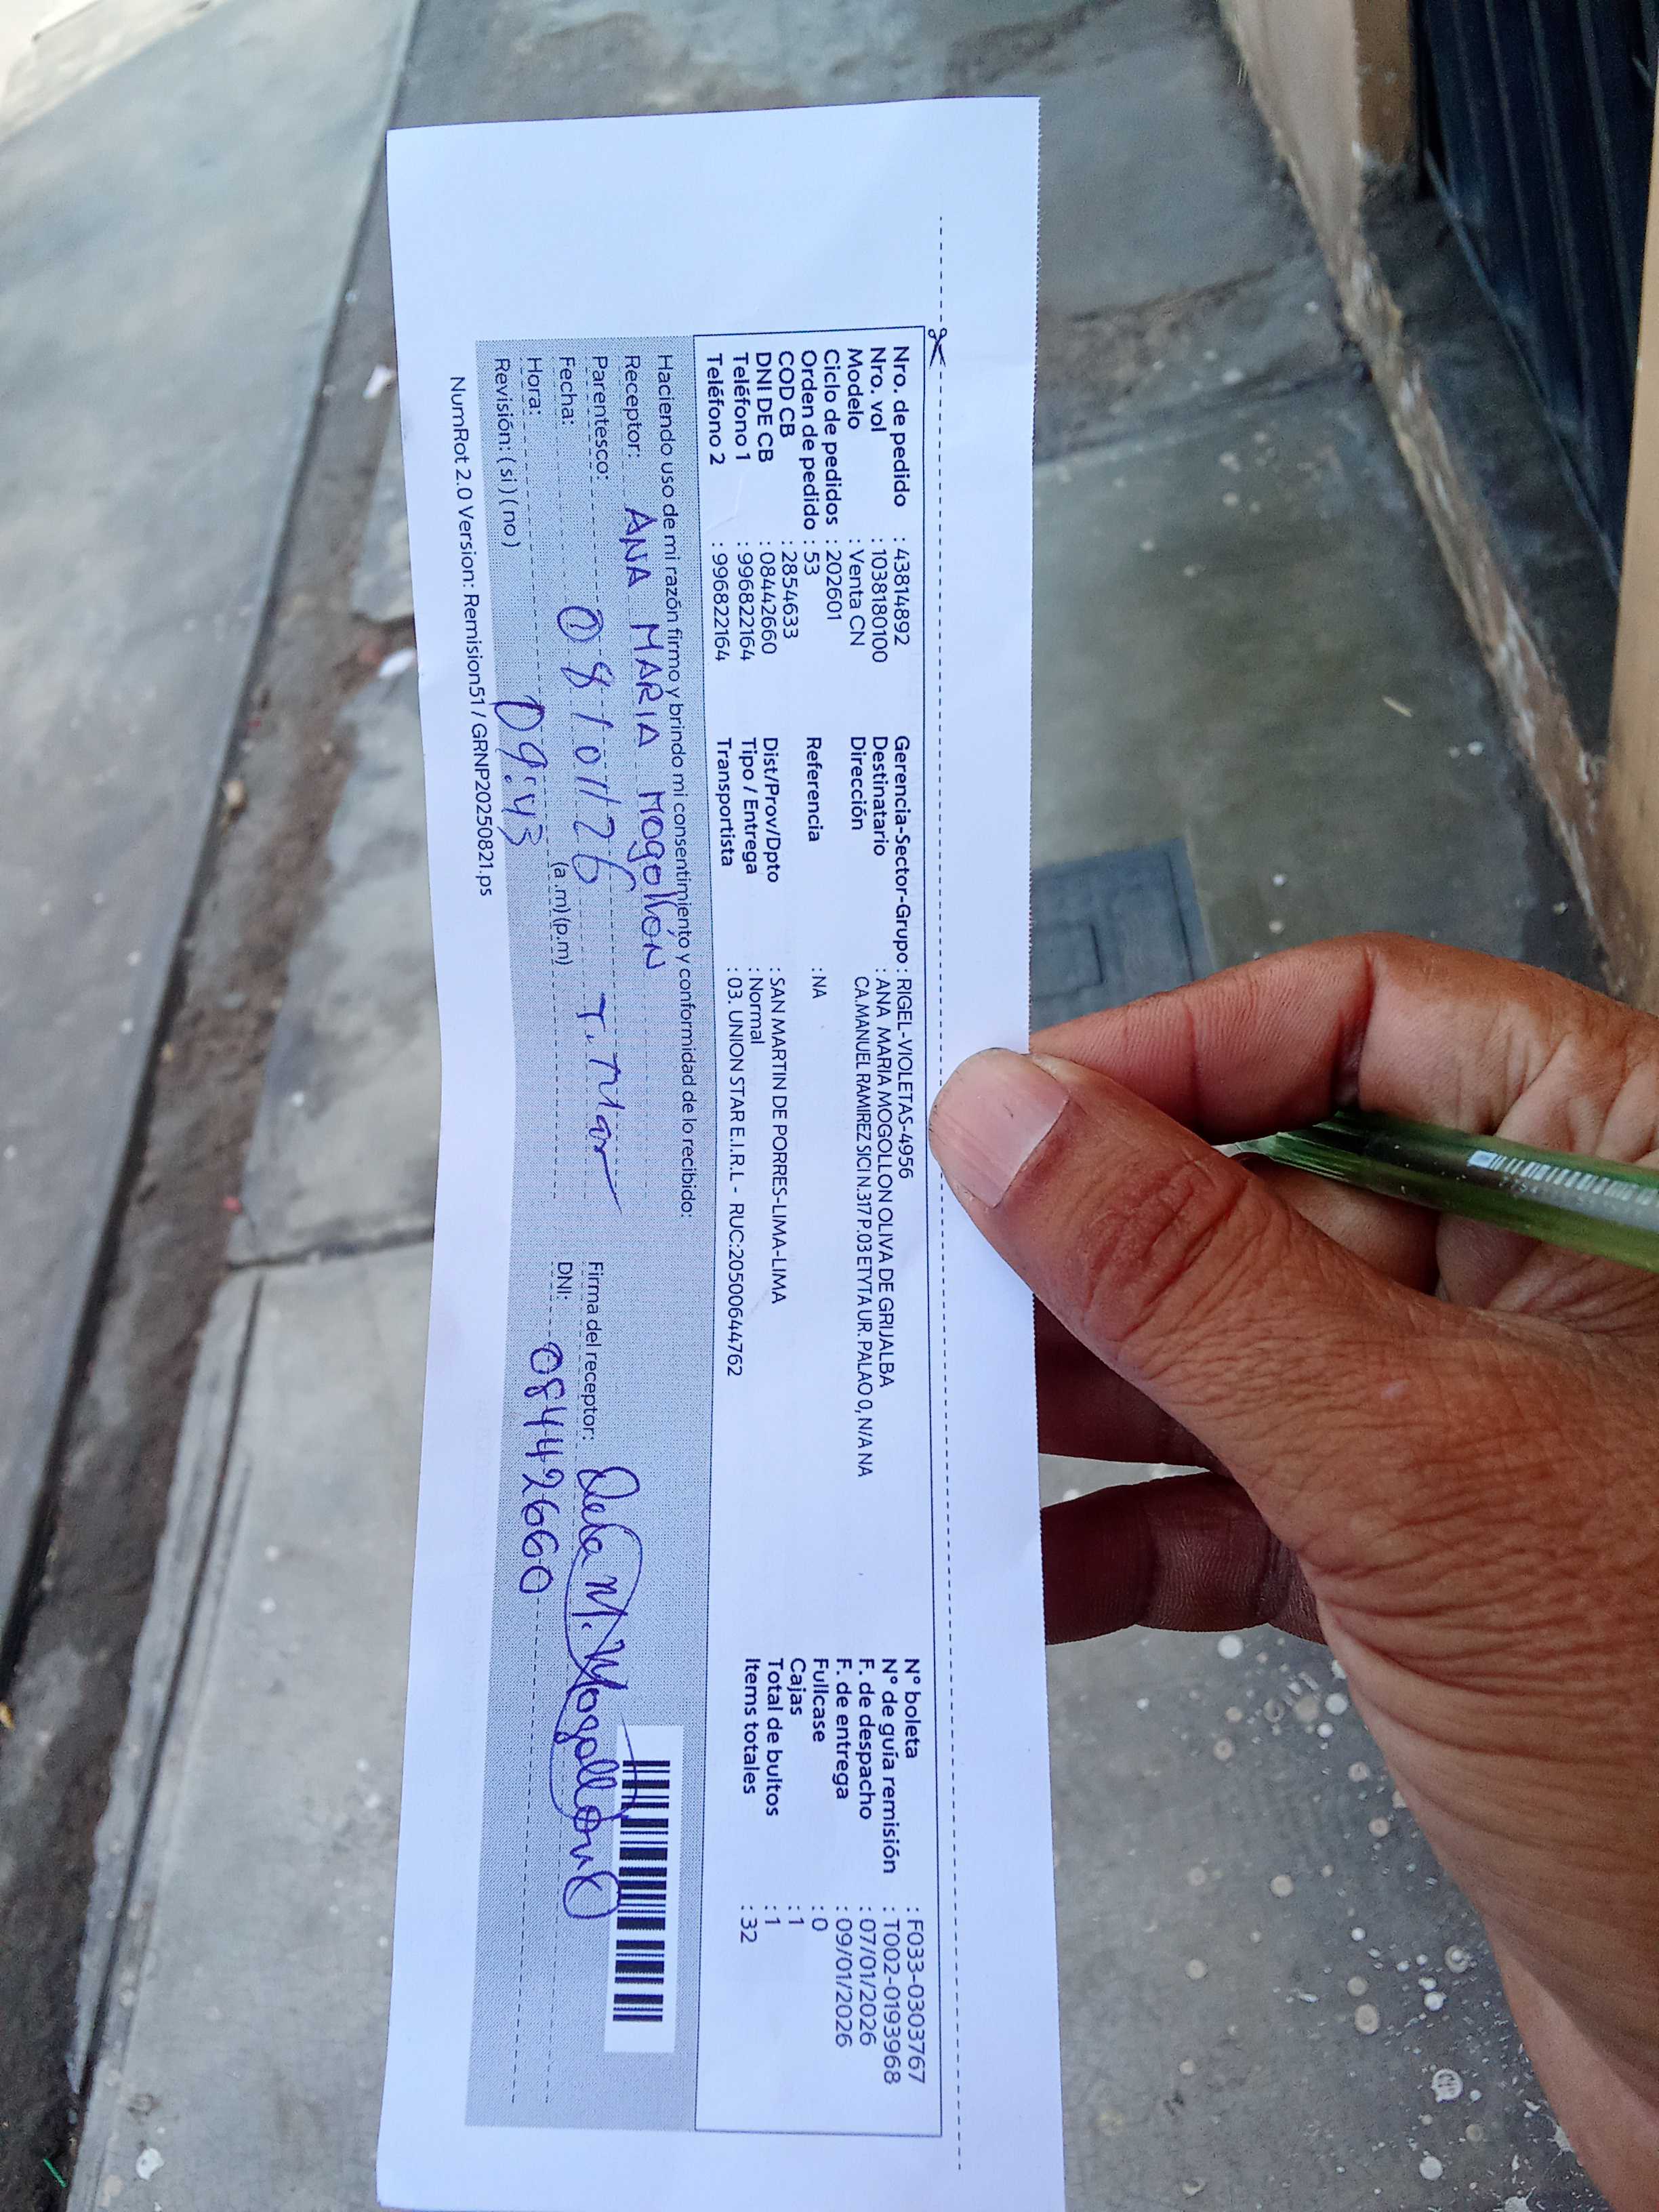 Nro. de pedido : 43814892
Nro. vol : 1038180100
Modelo : Venta CN
Ciclo de pedidos : 202601
Orden de pedido : 53
COD CB : 2854633
DNI DE CB : 08442660
Teléfono 1 : 996822164
Teléfono 2 : 996822164
Gerencia-Sector-Grupo : RIGEL-VIOLETAS-4956
Destinatario : ANA MARIA MOGOLLON OLIVA DE GRIJALBA
Dirección CA.MANUEL RAMIREZ SICI N.317 P.03 ETYTA UR. PALAO 0, N/A NA
Referencia : NA
Dist/Prov/Dpto : SAN MARTIN DE PORRES-LIMA-LIMA
Tipo / Entrega : Normal
Transportista : 03. UNION STAR E.I.R.L - RUC:20500644762
N° boleta : F033-0303767
N° de guía remisión : T002-0193968
F. de despacho : 07/01/2026
F. de entrega : 09/01/2026
Fullcase : 0
Cajas : 1
Total de bultos : 1
Items totales : 32
Haciendo uso de mi razón firmo y brindo mi consentimiento y conformidad de lo recibido:
Receptor: ANA MARIA MOGOllON
Parentesco: T. Titar
Fecha: 08/01/26
Hora: 09:43 (a.m) (p.m)
Revisión: ( si ) ( no )
Firma del receptor:
DNI: 08442660
NumRot 2.0 Version: Remision51 / GRNP20250821.ps